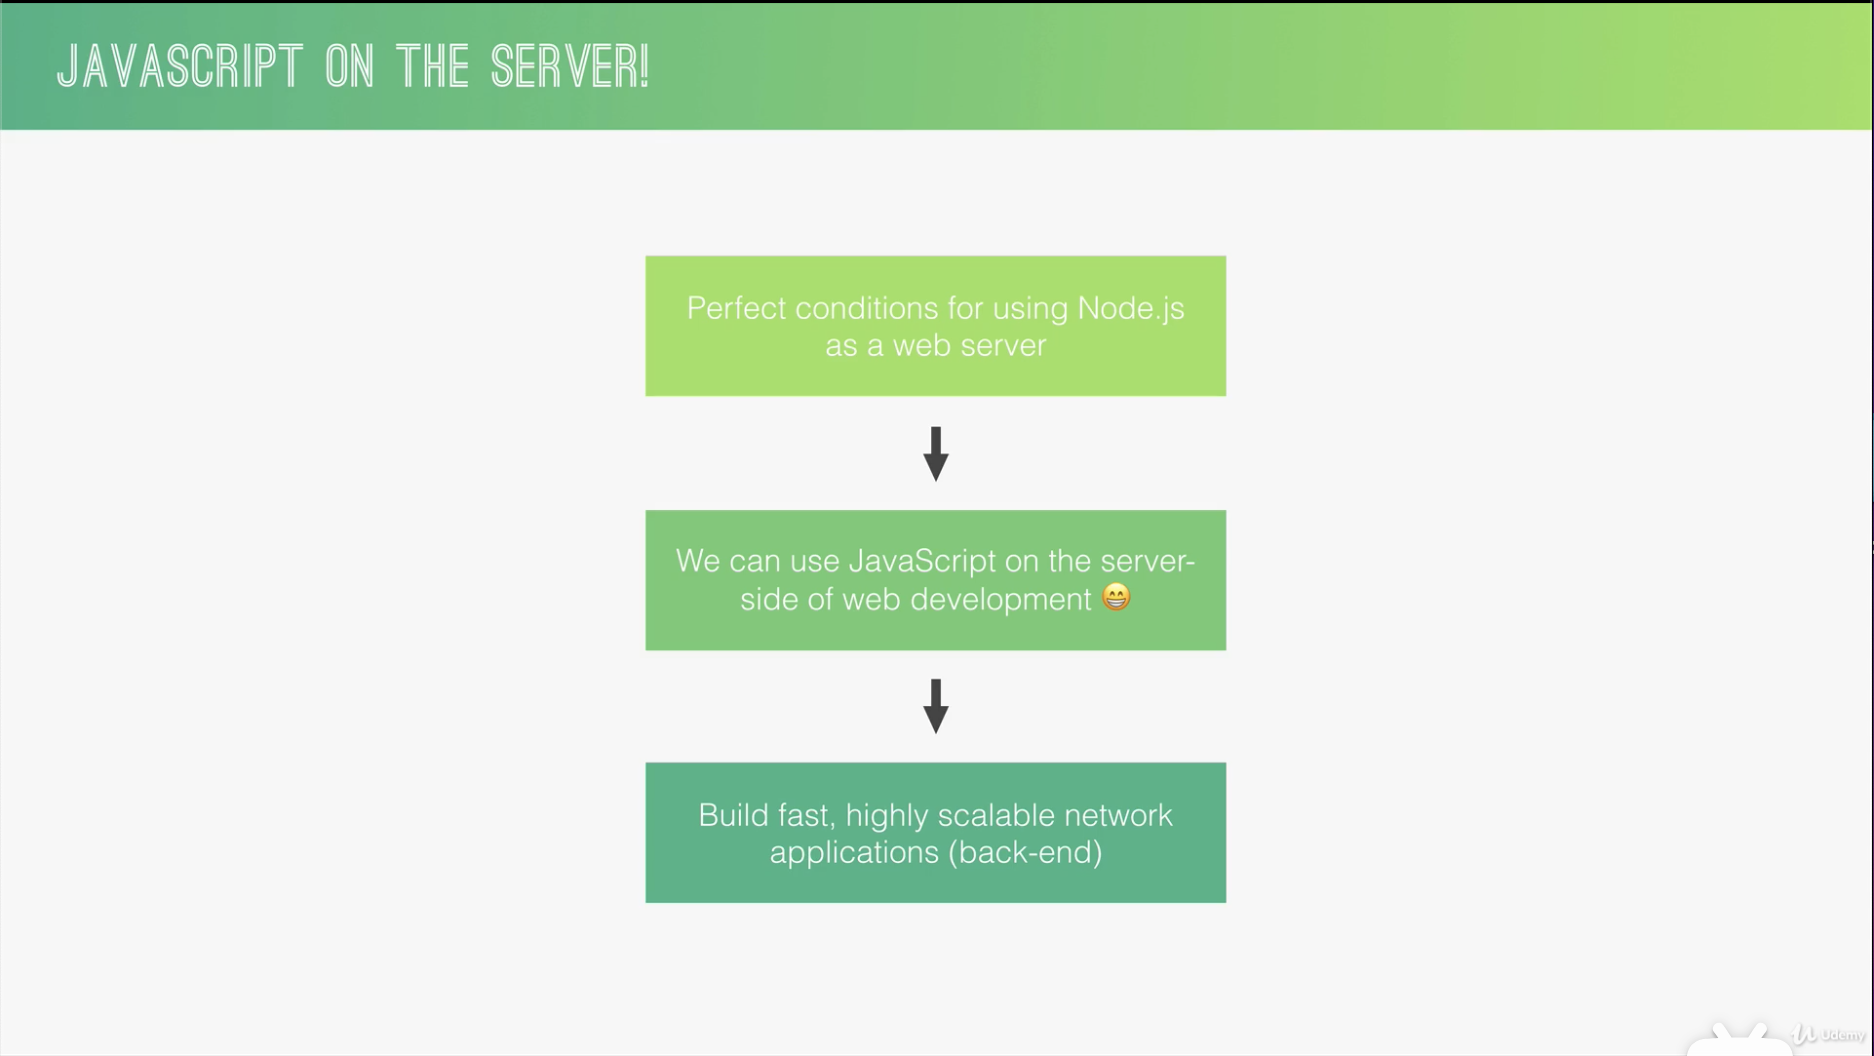 JAVASCRIPT ON THE SERVER!
Perfect conditions for using Node.js
as a web server
We can use JavaScript on the server-
side of web development 😁
Build fast, highly scalable network
applications (back-end)
Udemy